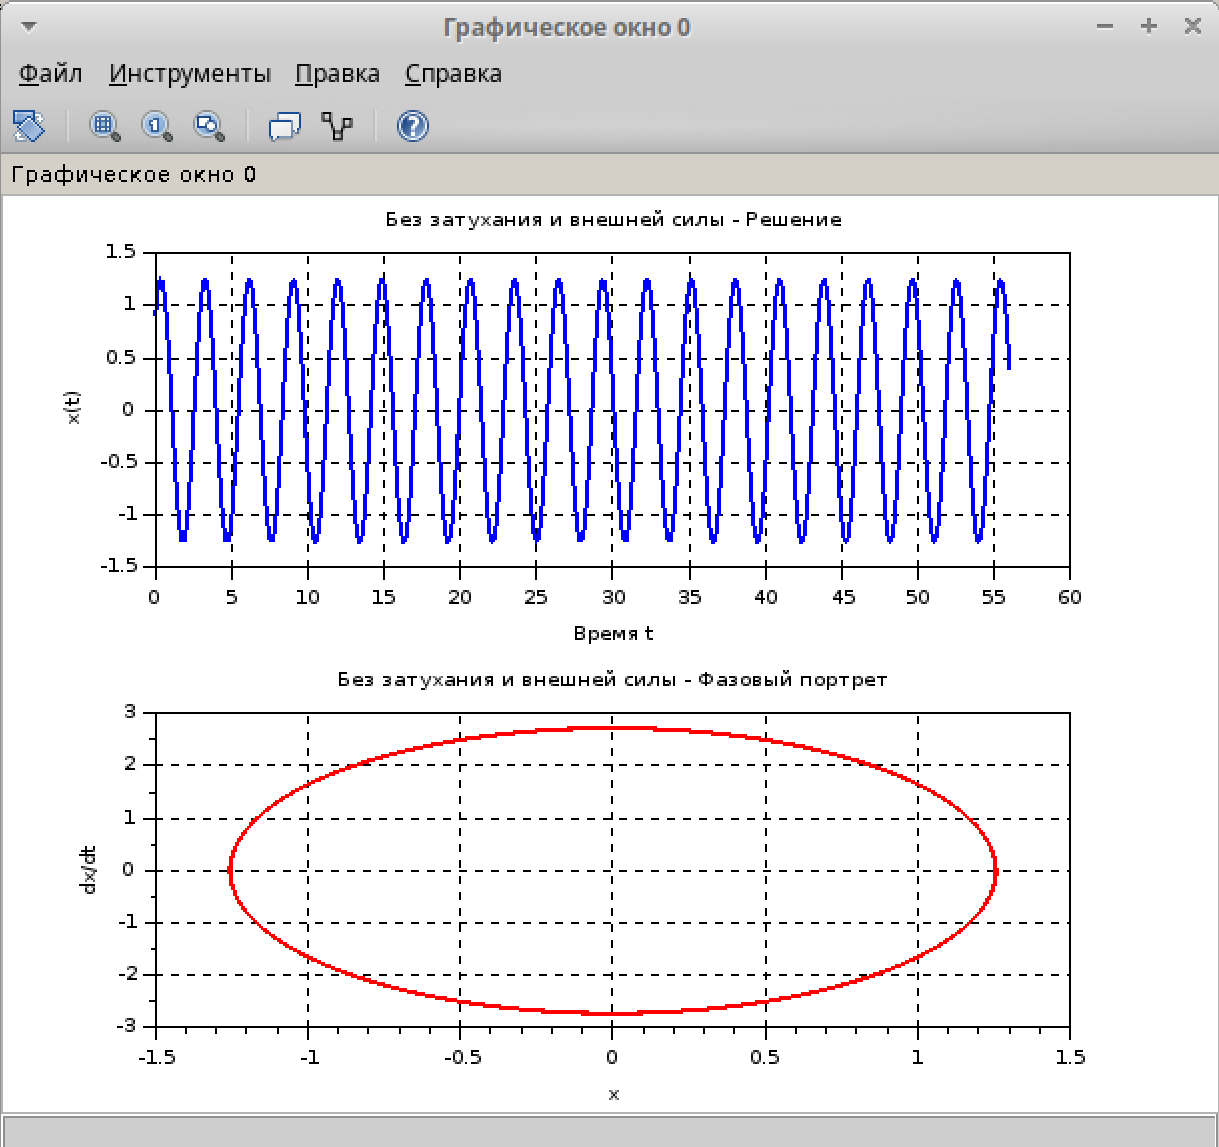 Графическое окно 0
Файл Инструменты Правка Справка
Графическое окно 0
Без затухания и внешней силы - Решение
1.5
1
0.5
0
-0.5
-1
-1.5
x(t)
0 5 10 15 20 25 30 35 40 45 50 55 60
Время t
Без затухания и внешней силы - Фазовый портрет
3
2
1
0
-1
-2
-3
dx/dt
-1.5 -1 -0.5 0 0.5 1 1.5
x